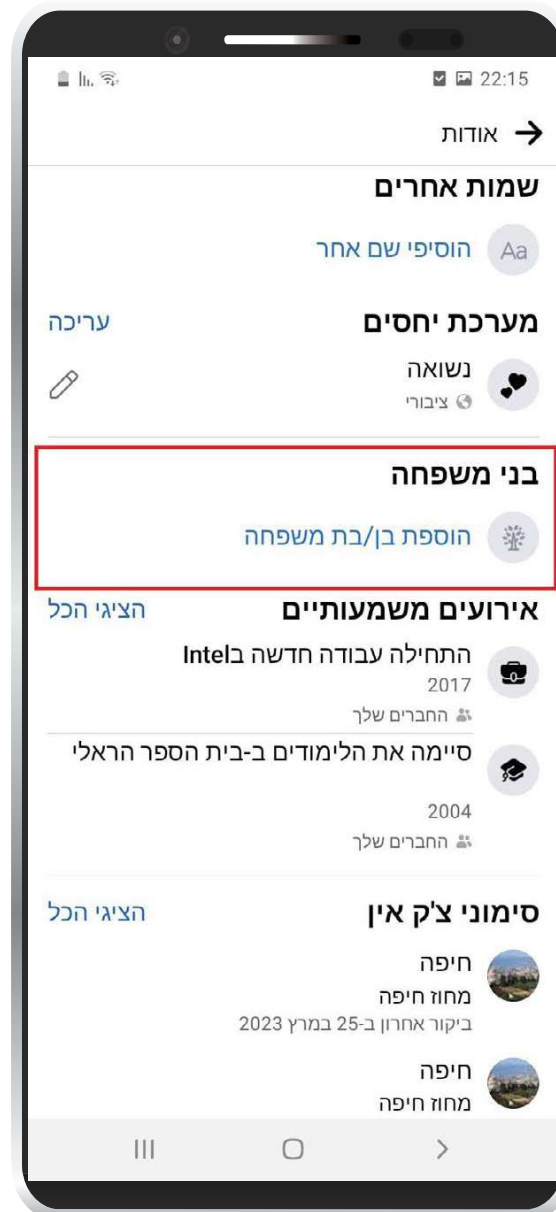 22:15
אודות
שמות אחרים
Aa
הוסיפי שם אחר
מערכת יחסים
עריכה
נשואה
ציבורי
בני משפחה
הוספת בן/בת משפחה
אירועים משמעותיים
הציגי הכל
התחילה עבודה חדשה בIntel
2017
החברים שלך
סיימה את הלימודים ב-בית הספר הראלי
2004
החברים שלך
סימוני צ'ק אין
הציגי הכל
חיפה
מחוז חיפה
ביקור אחרון ב-25 במרץ 2023
חיפה
מחוז חיפה